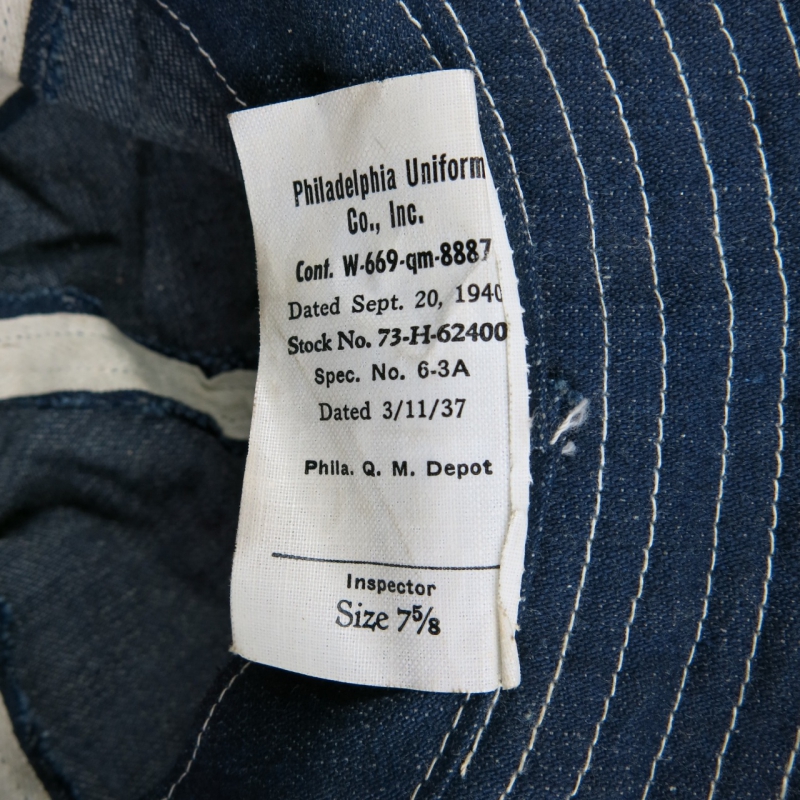 Philadelphia Uniform
Co., Inc.
Cont. W-669-qm-8887
Dated Sept. 20, 1940
Stock No. 73-H-62400
Spec. No. 6-3A
Dated 3/11/37
Phila. Q. M. Depot
Inspector
Size 7⅝